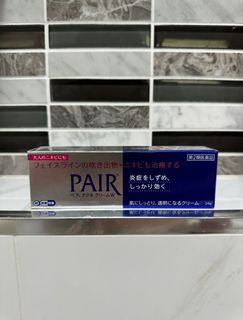 大人のニキビにも
第2類医薬品
フェイスラインの吹き出物・ニキビも治療する
PAIR
ペアアクネクリームW
炎症をしずめ、
しっかり効く
肌にしっとり、透明になるクリーム
24g